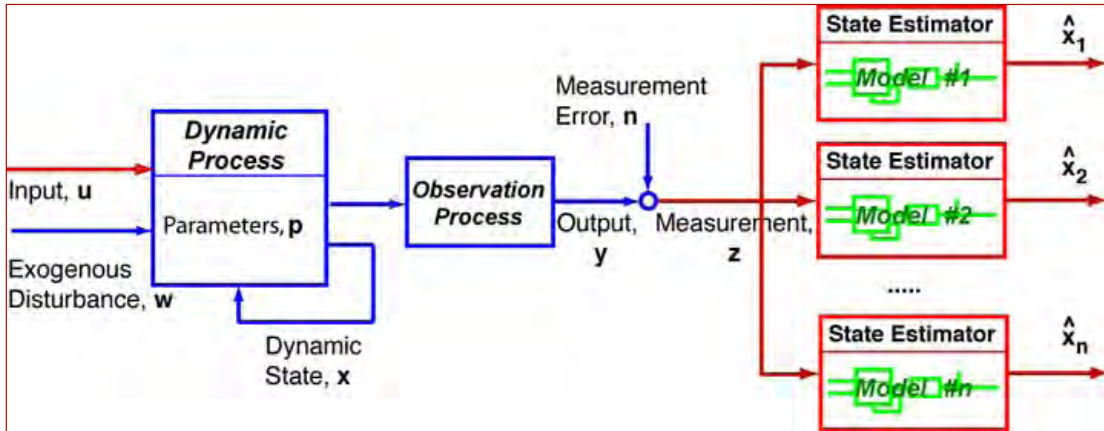 Input, u
Exogenous
Disturbance, w
Dynamic
Process
Parameters, p
Dynamic
State, x
Observation
Process
Output,
y
Measurement
Error, n
Measurement,
z
State Estimator
Model #1
x̂1
State Estimator
Model #2
x̂2
.....
State Estimator
Model #n
x̂n